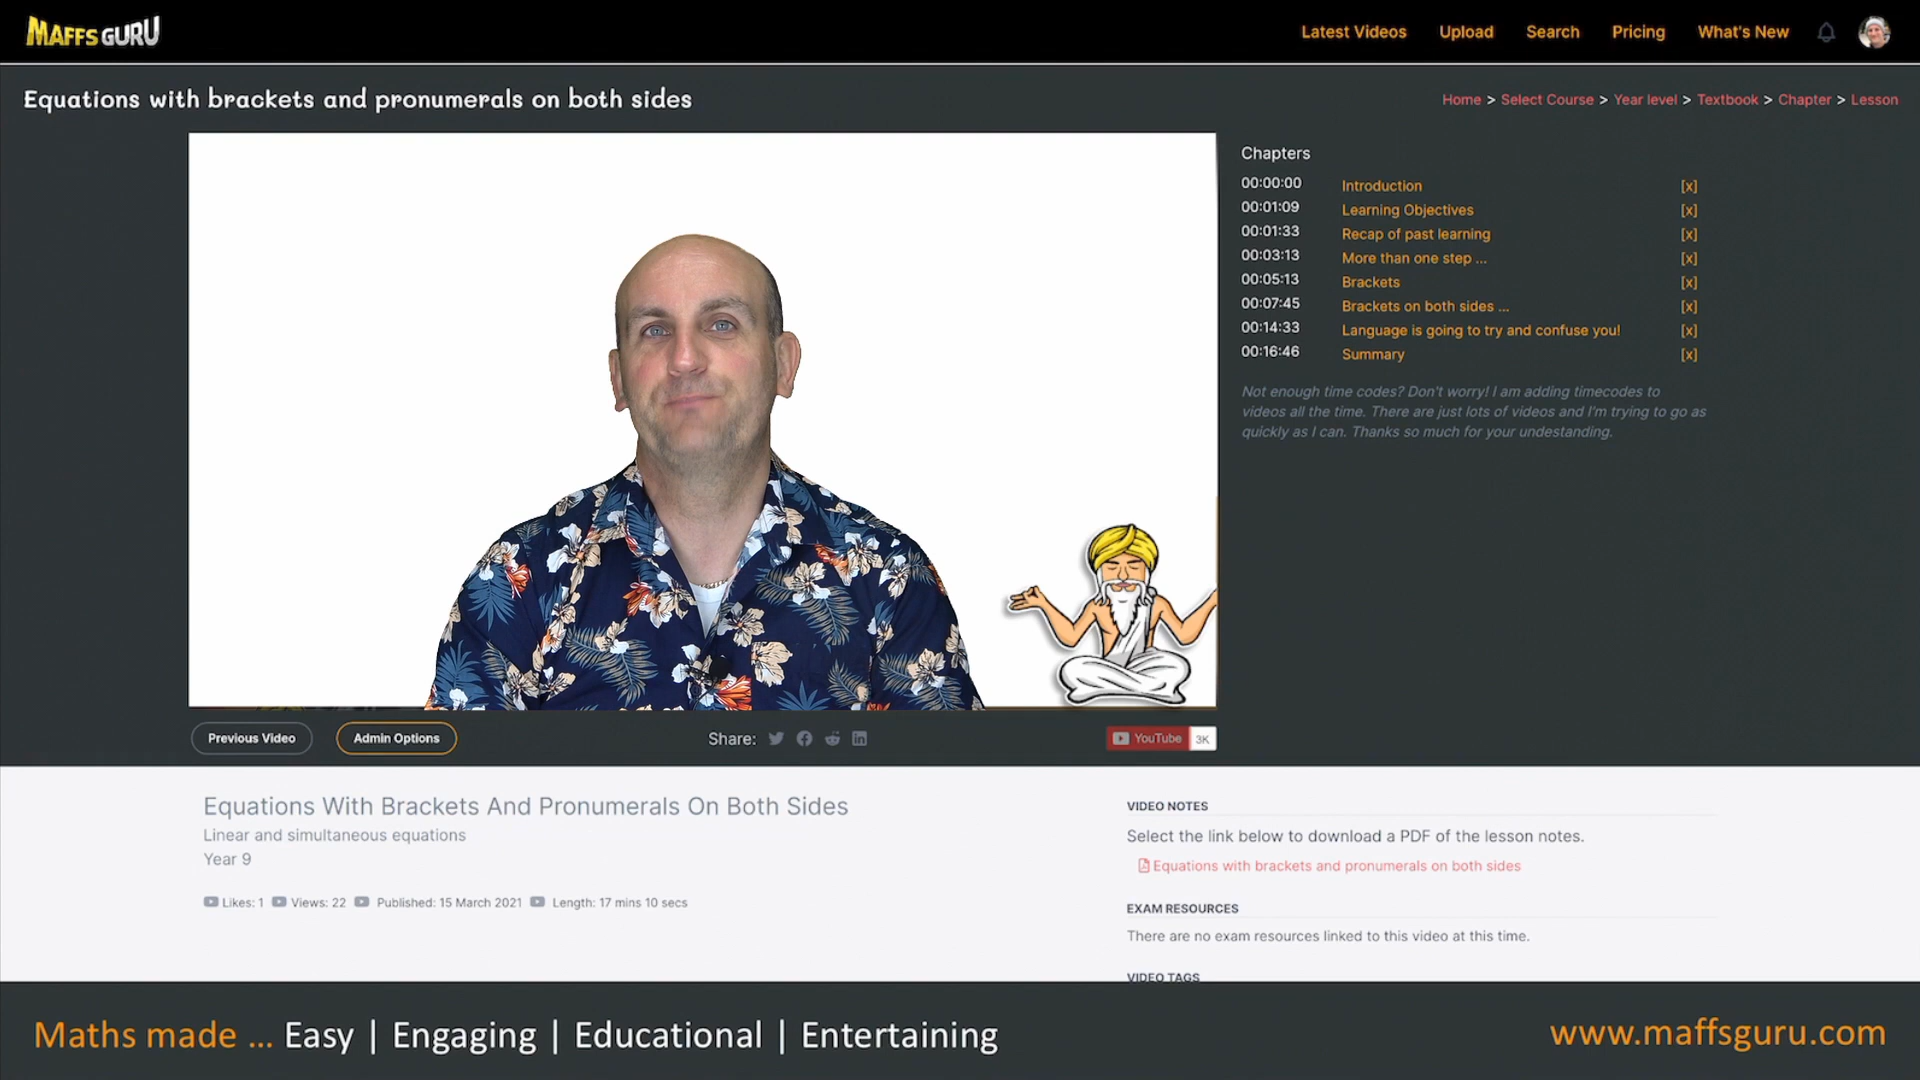 MAFFSGURU
Latest Videos Upload Search Pricing What's New
Equations with brackets and pronumerals on both sides
Home > Select Course > Year level > Textbook > Chapter > Lesson
Chapters
00:00:00 Introduction [x]
00:01:09 Learning Objectives [x]
00:01:33 Recap of past learning [x]
00:03:13 More than one step ... [x]
00:05:13 Brackets [x]
00:07:45 Brackets on both sides ... [x]
00:14:33 Language is going to try and confuse you! [x]
00:16:46 Summary [x]
Not enough time codes? Don't worry! I am adding timecodes to
videos all the time. There are just lots of videos and I'm trying to go as
quickly as I can. Thanks so much for your undestanding.
Previous Video Admin Options Share: YouTube 3K
Equations With Brackets And Pronumerals On Both Sides
Linear and simultaneous equations
Year 9
Likes: 1 Views: 22 Published: 15 March 2021 Length: 17 mins 10 secs
VIDEO NOTES
Select the link below to download a PDF of the lesson notes.
Equations with brackets and pronumerals on both sides
EXAM RESOURCES
There are no exam resources linked to this video at this time.
VIDEO TAGS
Maths made ... Easy | Engaging | Educational | Entertaining
www.maffsguru.com